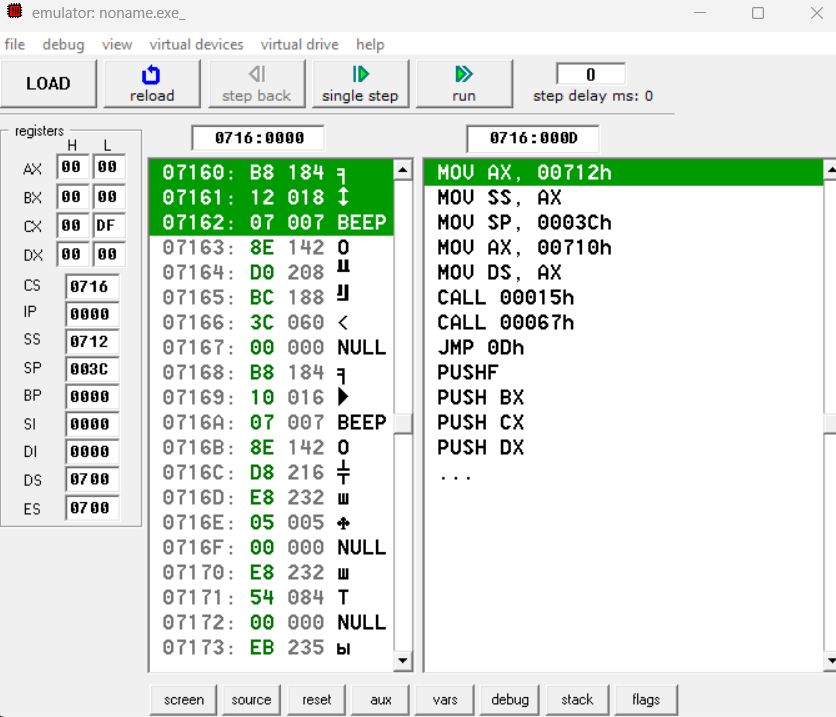 emulator: noname.exe_
file debug view virtual devices virtual drive help
LOAD reload step back single step run 0
step delay ms: 0
registers
H L
0716:0000 0716:000D
AX 00 00
BX 00 00
CX 00 DF
DX 00 00
CS 0716
IP 0000
SS 0712
SP 003C
BP 0000
SI 0000
DI 0000
DS 0700
ES 0700
07160: B8 184 ╕
07161: 12 018 ↕
07162: 07 007 BEEP
07163: 8E 142 О
07164: D0 208 ╨
07165: BC 188 ╝
07166: 3C 060 <
07167: 00 000 NULL
07168: B8 184 ╕
07169: 10 016 ►
0716A: 07 007 BEEP
0716B: 8E 142 О
0716C: D8 216 ╪
0716D: E8 232 ш
0716E: 05 005 ♣
0716F: 00 000 NULL
07170: E8 232 ш
07171: 54 084 T
07172: 00 000 NULL
07173: EB 235 ы
MOV AX, 00712h
MOV SS, AX
MOV SP, 0003Ch
MOV AX, 00710h
MOV DS, AX
CALL 00015h
CALL 00067h
JMP 0Dh
PUSHF
PUSH BX
PUSH CX
PUSH DX
...
screen source reset aux vars debug stack flags